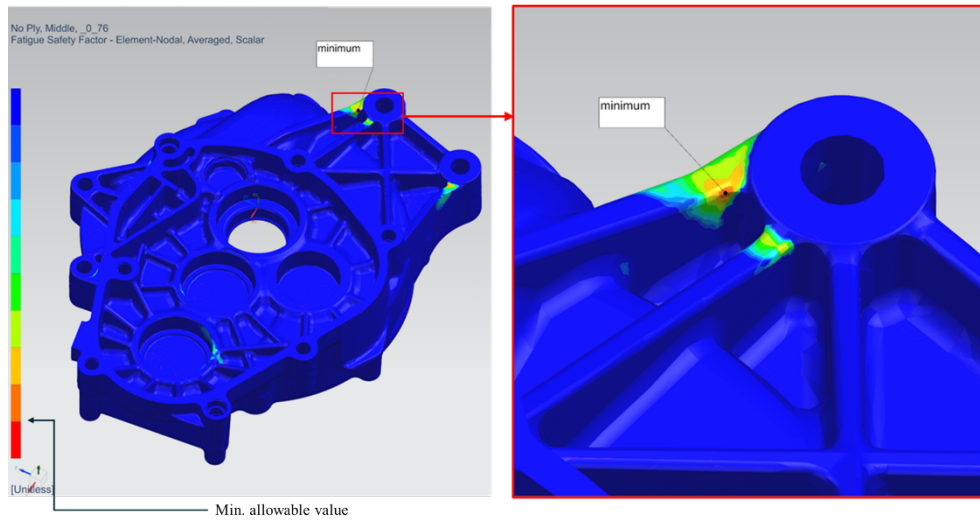 No Ply, Middle, _0_76
Fatigue Safety Factor - Element-Nodal, Averaged, Scalar
minimum
minimum
[Unitless]
Min. allowable value